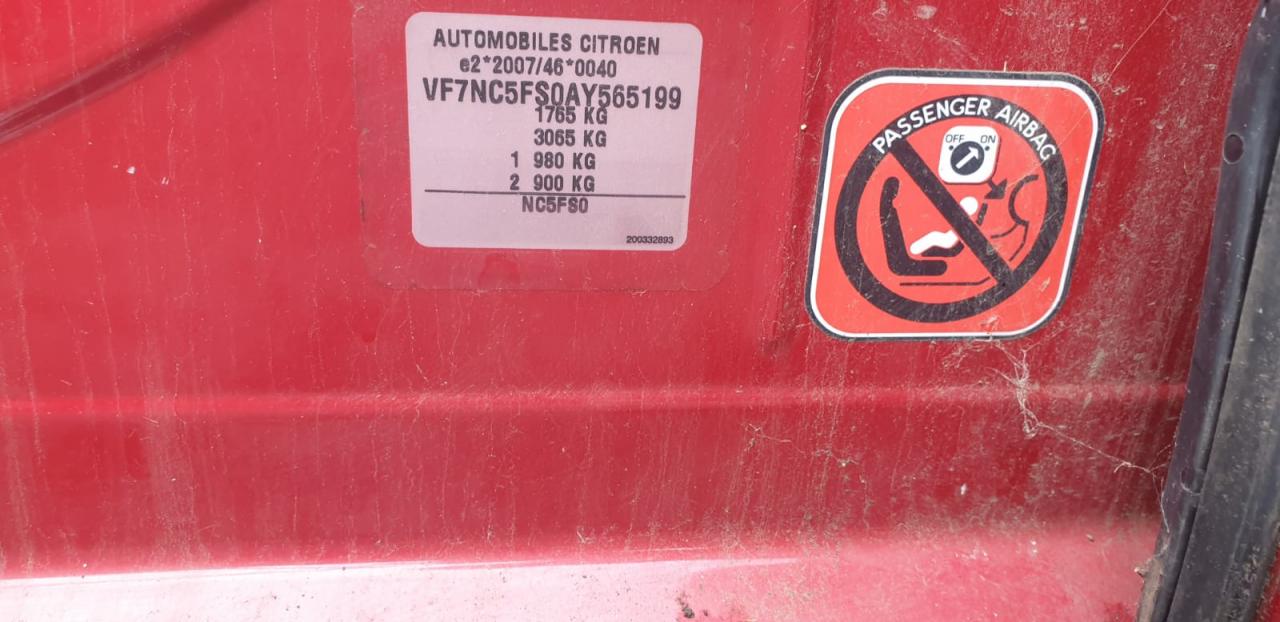 AUTOMOBILES CITROEN
e2*2007/46*0040
VF7NC5FS0AY565199
1765 KG
3065 KG
1 980 KG
2 900 KG
NC5FS0
200332893
PASSENGER AIRBAG
OFF ON